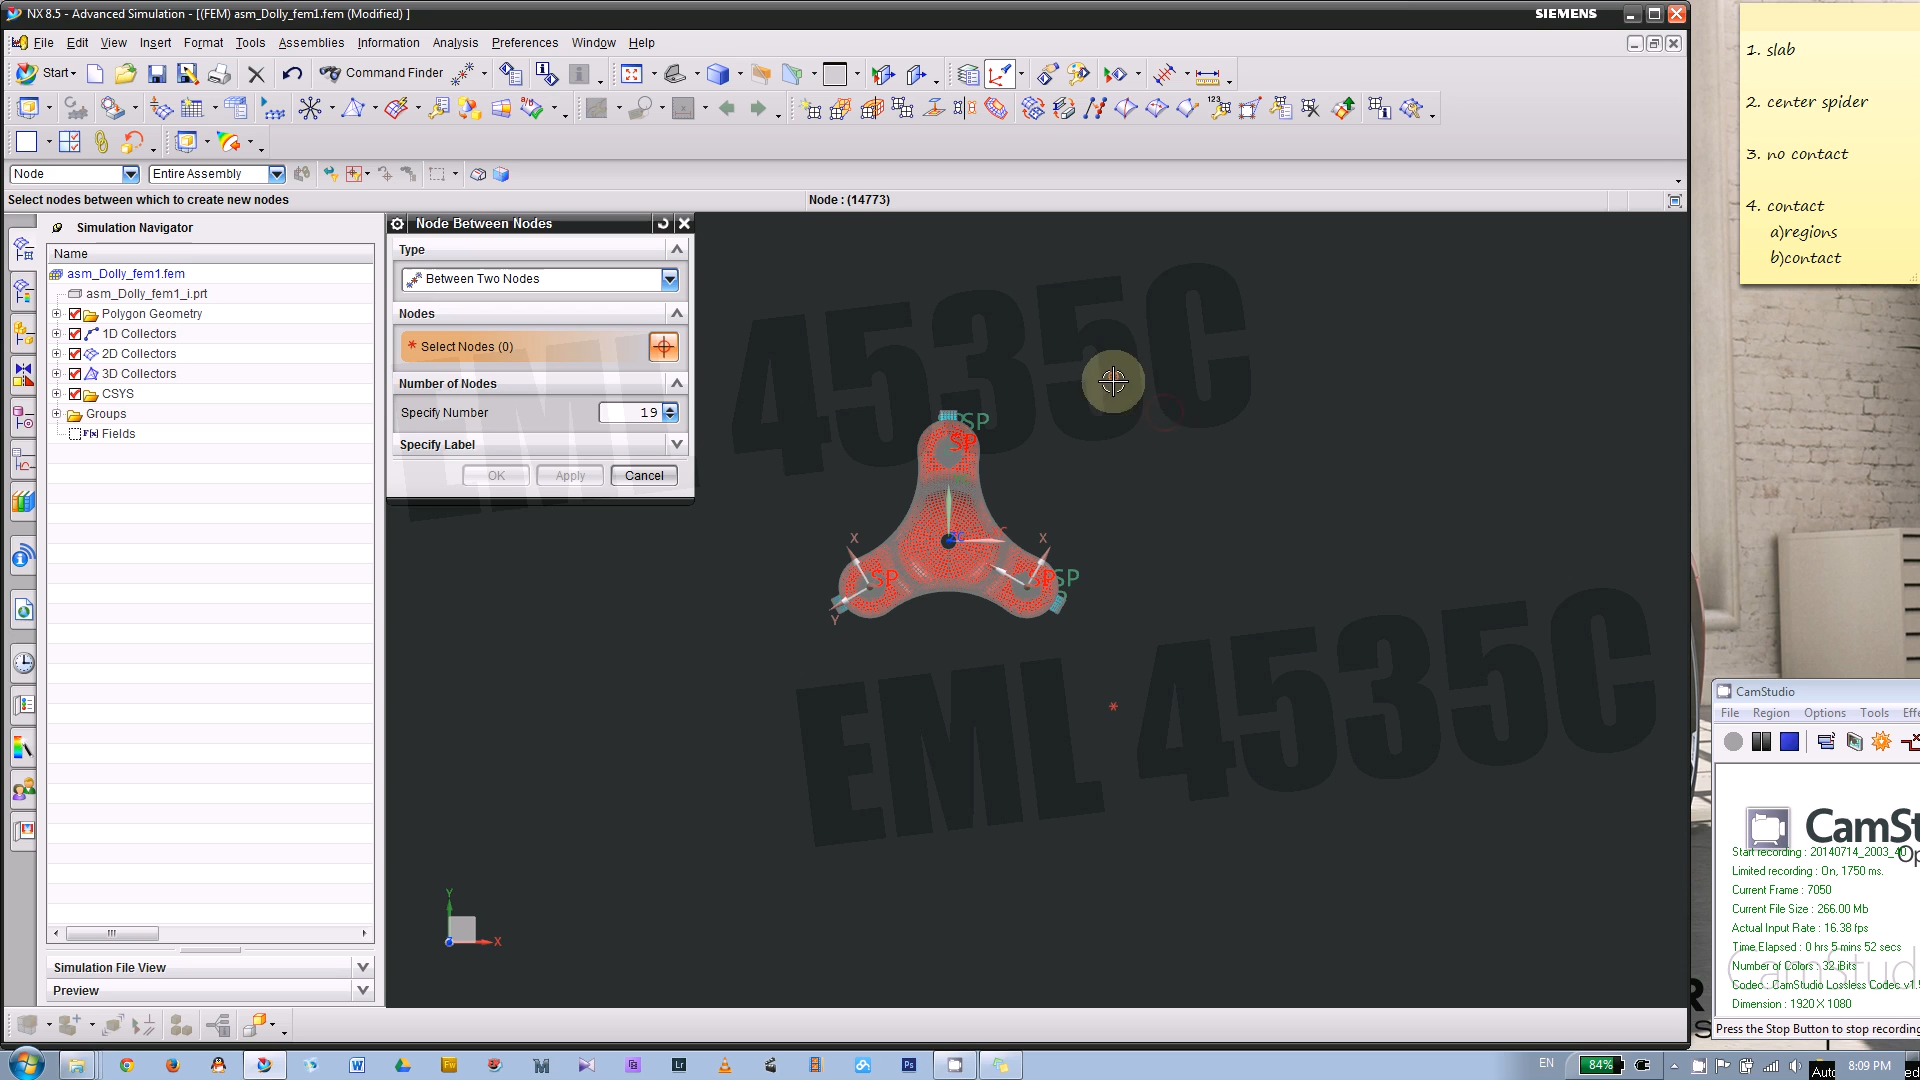 NX 8.5 - Advanced Simulation - [(FEM) asm_Dolly_fem1.fem (Modified) ]
SIEMENS
File Edit View Insert Format Tools Assemblies Information Analysis Preferences Window Help
Start
Command Finder
Node
Entire Assembly
Select nodes between which to create new nodes
Node : (14773)
Simulation Navigator
Name
asm_Dolly_fem1.fem
asm_Dolly_fem1_i.prt
Polygon Geometry
1D Collectors
2D Collectors
3D Collectors
CSYS
Groups
Fields
Simulation File View
Preview
Node Between Nodes
Type
Between Two Nodes
Nodes
* Select Nodes (0)
Number of Nodes
Specify Number 19
Specify Label
OK Apply Cancel
EML 4535C
EML 4535C
SP
SP
X
X
SP
SP
SP
Y
Y
X
1. slab
2. center spider
3. no contact
4. contact
a)regions
b)contact
CamStudio
File Region Options Tools
Start recording : 20140714_2003_40
Limited recording : On, 1750 ms.
Current Frame : 7050
Current File Size : 266.00 Mb
Actual Input Rate : 16.38 fps
Time Elapsed : 0 hrs 5 mins 52 secs
Number of Colors : 32 iBits
Codec : CamStudio Lossless Codec v1.
Dimension : 1920 X 1080
Press the Stop Button to stop recording
EN
84%
8:09 PM